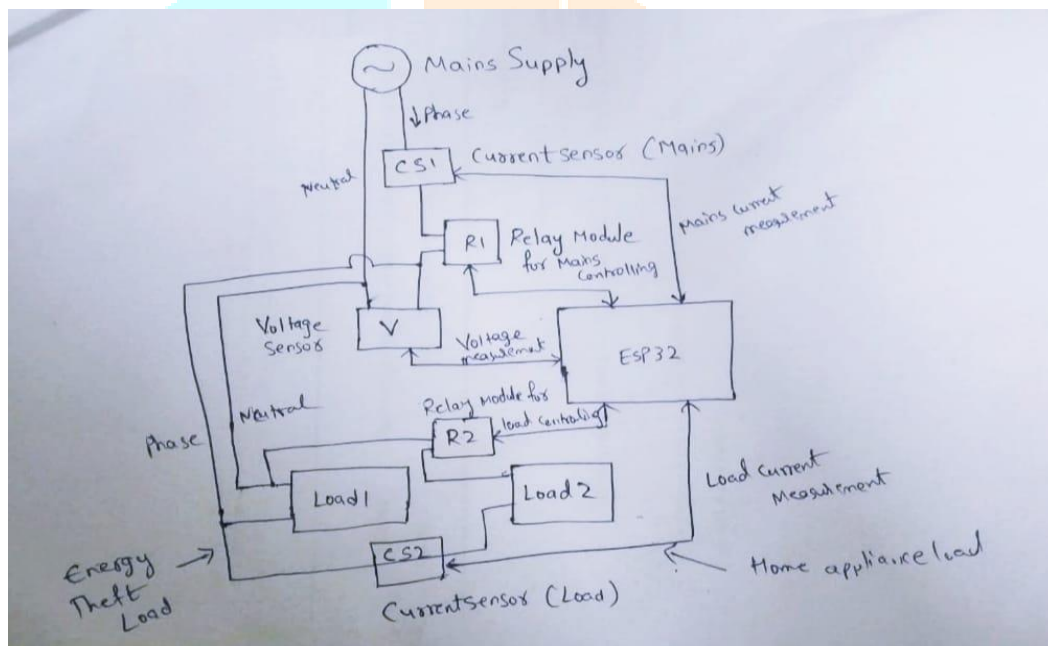 Mains Supply
Phase
CS1
Current sensor (Mains)
Neutral
Mains current
measurement
R1
Relay Module
for Mains
Controlling
Voltage
Sensor
V
Voltage
measurement
ESP32
Neutral
Phase
Relay Module for
load controlling
R2
Load1
Load2
Load current
Measurement
CS2
Energy
Theft
Load
Home appliance load
Current sensor (Load)